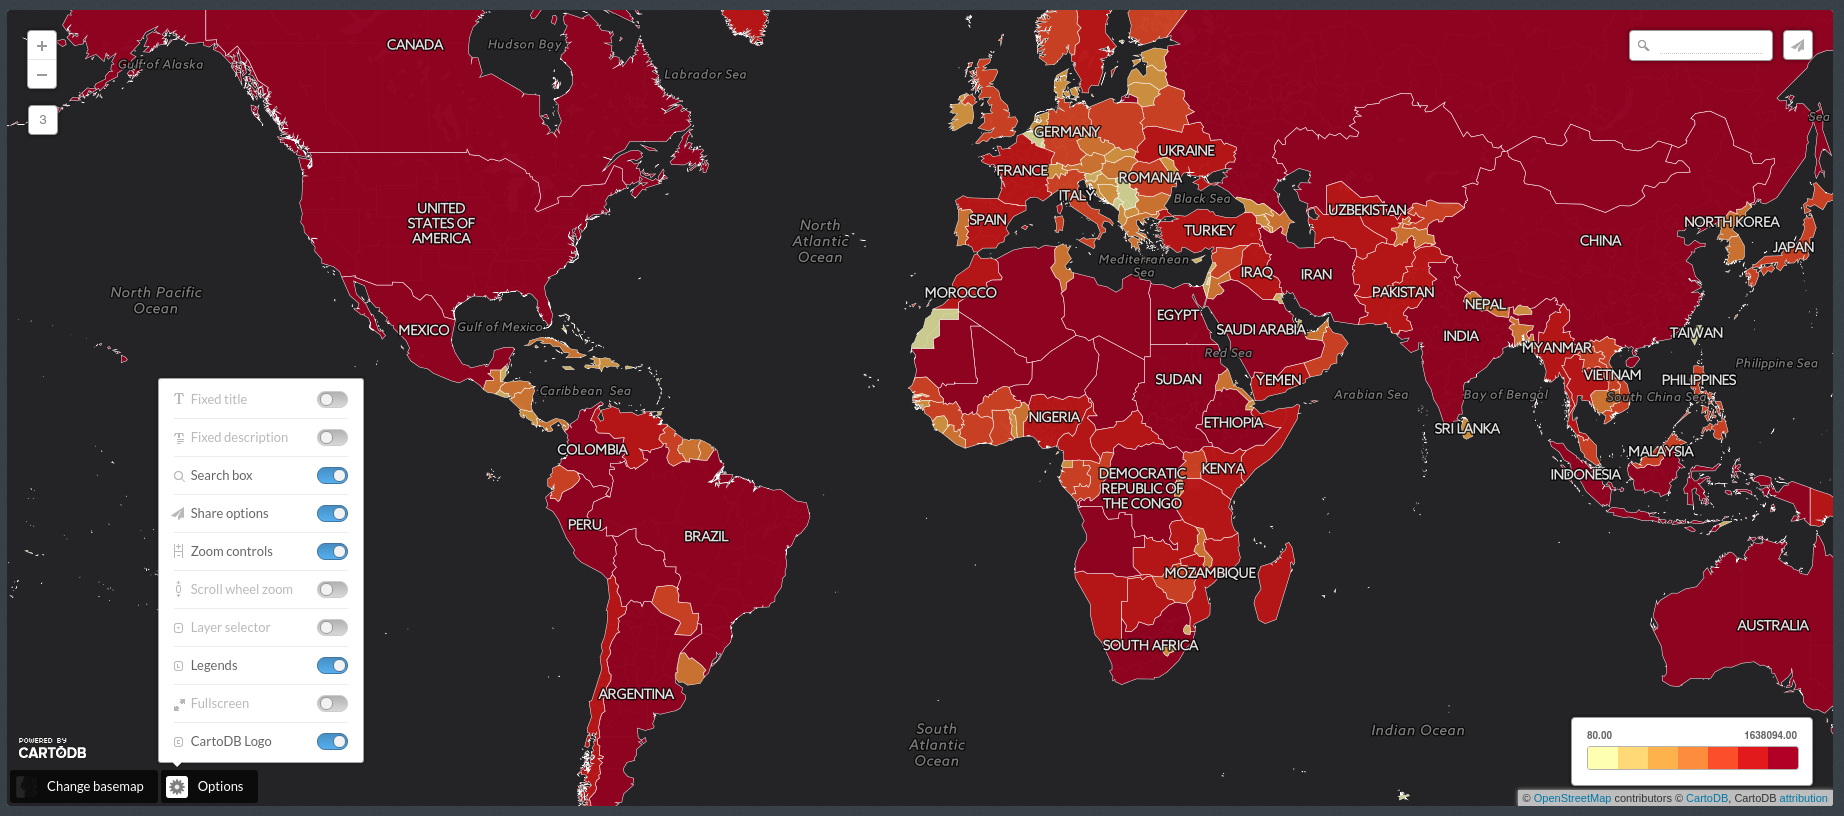 +
−
3
CANADA
Hudson Bay
Gulf of Alaska
Labrador Sea
Sea
GERMANY
UKRAINE
FRANCE
ROMANIA
ITALY
Black Sea
UNITED
STATES OF
AMERICA
SPAIN
UZBEKISTAN
NORTH KOREA
North
Atlantic
Ocean
TURKEY
CHINA
JAPAN
Mediterranean
Sea
IRAQ
IRAN
North Pacific
Ocean
MOROCCO
PAKISTAN
NEPAL
EGYPT
MEXICO
Gulf of Mexico
SAUDI ARABIA
INDIA
TAIWAN
Red Sea
MYANMAR
Philippine Sea
SUDAN
YEMEN
VIETNAM
PHILIPPINES
Caribbean Sea
Arabian Sea
Bay of Bengal
South China Sea
NIGERIA
ETHIOPIA
SRI LANKA
COLOMBIA
MALAYSIA
DEMOCRATIC
REPUBLIC OF
THE CONGO
KENYA
INDONESIA
PERU
BRAZIL
MOZAMBIQUE
SOUTH AFRICA
AUSTRALIA
ARGENTINA
South
Atlantic
Ocean
Indian Ocean
T Fixed title
Fixed description
Search box
Share options
Zoom controls
Scroll wheel zoom
Layer selector
L Legends
Fullscreen
C CartoDB Logo
POWERED BY
CARTODB
Change basemap
Options
80.00 1638094.00
© OpenStreetMap contributors © CartoDB, CartoDB attribution